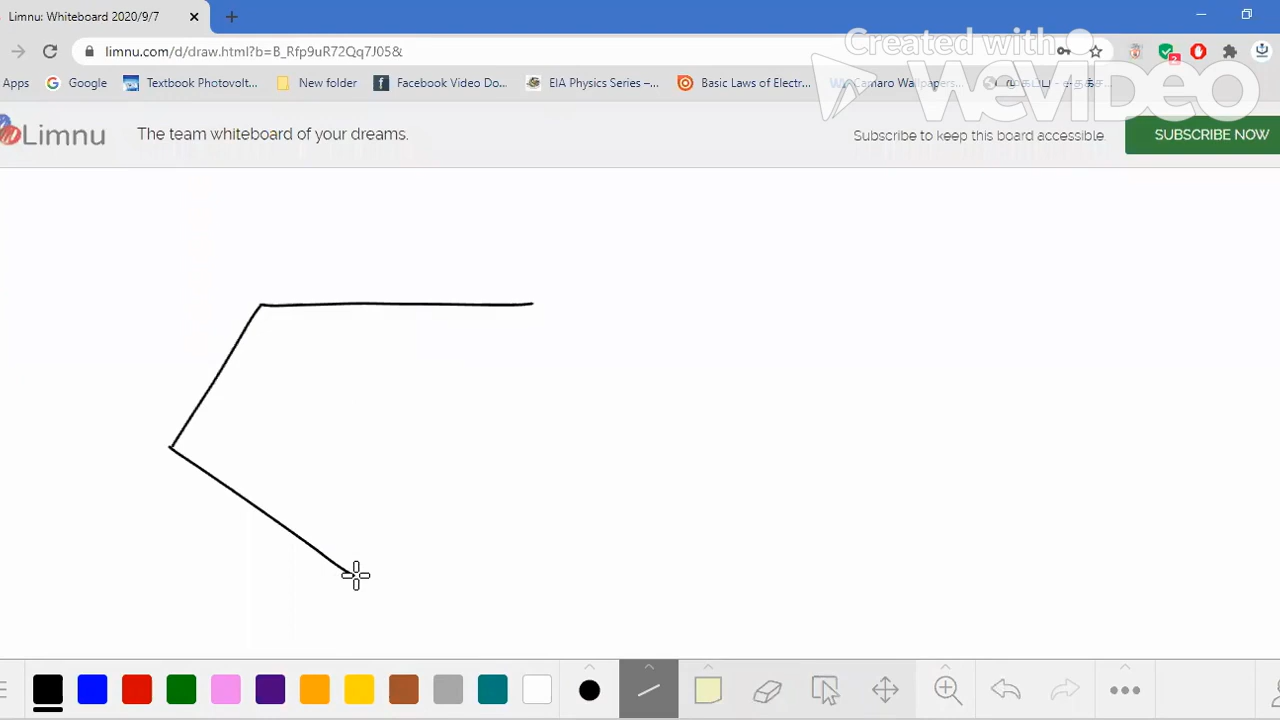 Limnu: Whiteboard 2020/9/7
limnu.com/d/draw.html?b=B_Rfp9uR72Qq7J05&
Created with
WEVIDEO
Apps
Google
Textbook Photovolt...
New folder
Facebook Video Do...
EIA Physics Series –...
Basic Laws of Electr...
Camaro Wallpapers...
Limnu
The team whiteboard of your dreams.
Subscribe to keep this board accessible.
SUBSCRIBE NOW